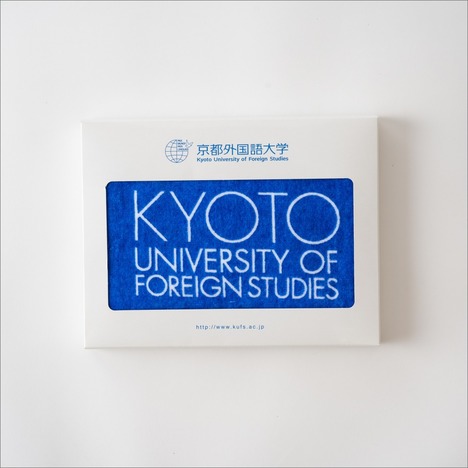 京都外国語大学
Kyoto University of Foreign Studies
KYOTO
UNIVERSITY OF
FOREIGN STUDIES
http://www.kufs.ac.jp